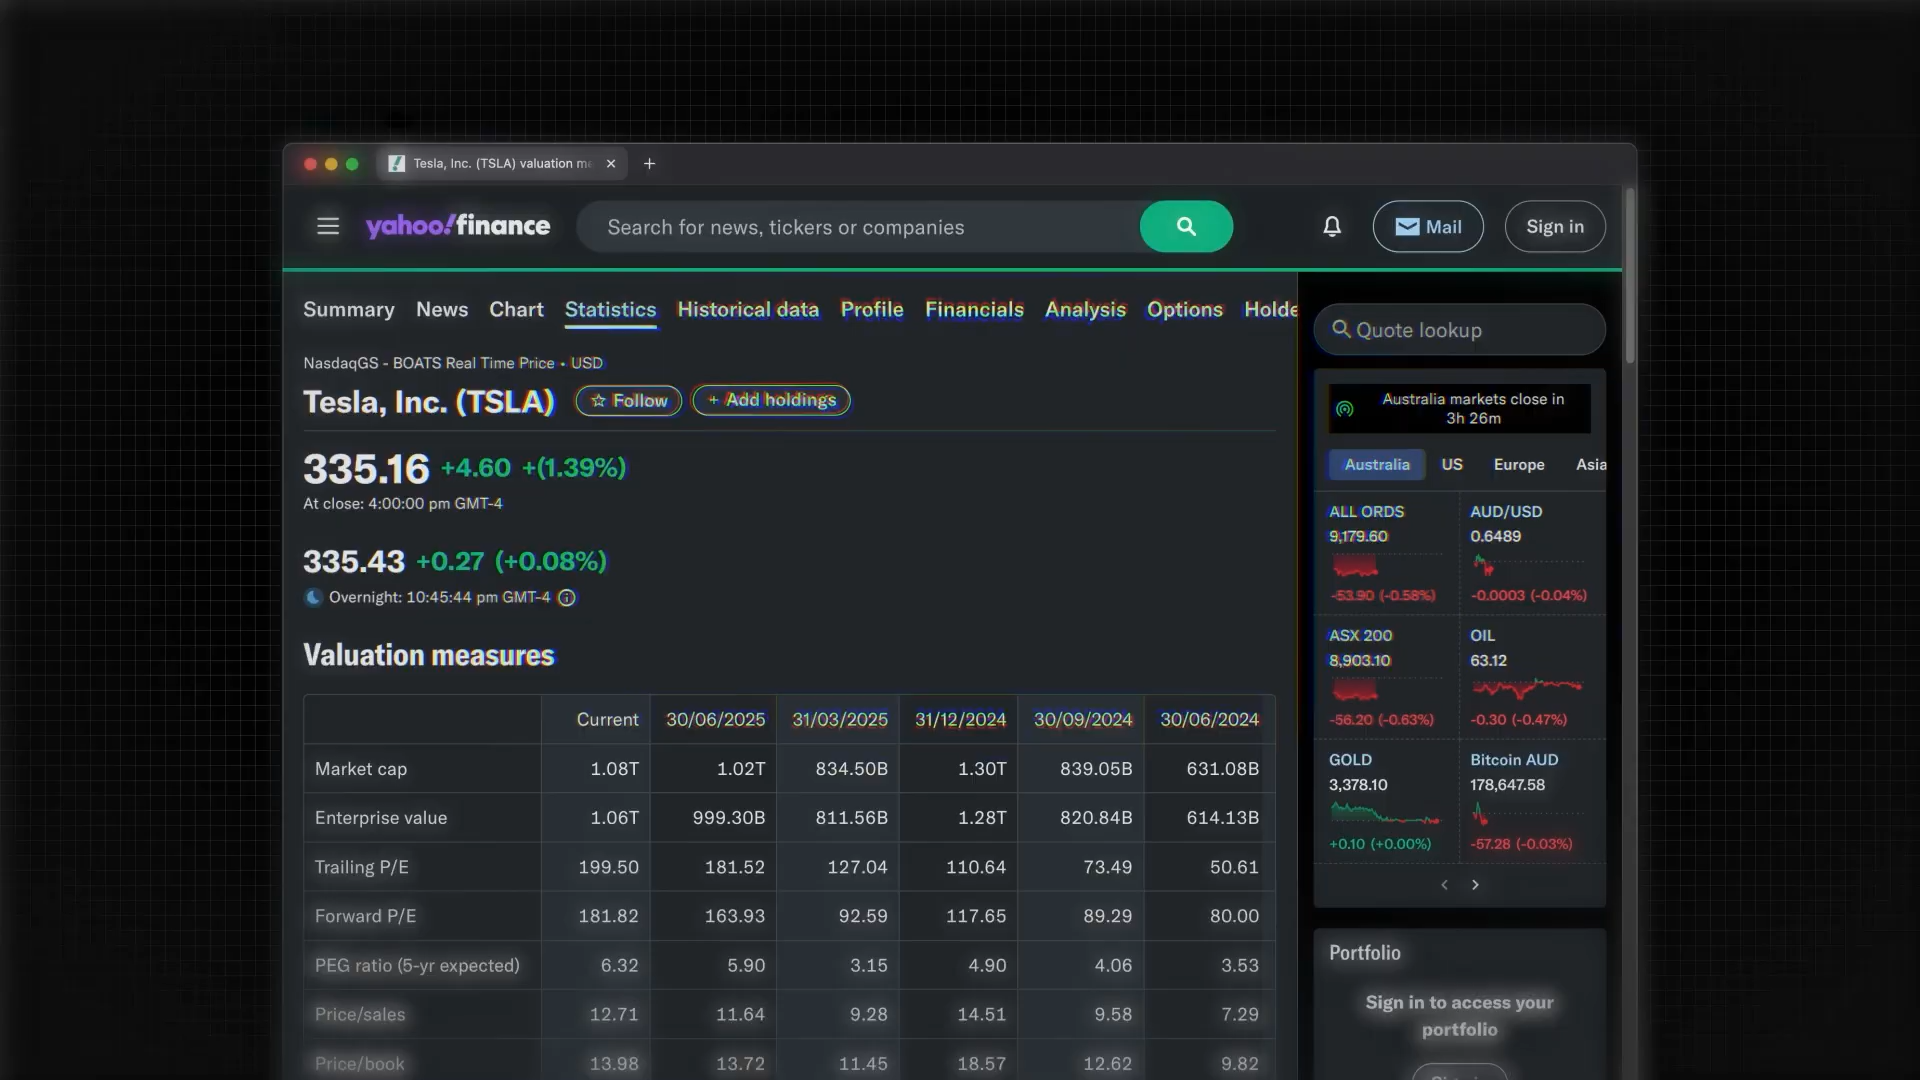 Tesla, Inc. (TSLA) valuation me
yahoo!finance
Search for news, tickers or companies
Mail
Sign in
Summary News Chart Statistics Historical data Profile Financials Analysis Options Holde
NasdaqGS - BOATS Real Time Price • USD
Tesla, Inc. (TSLA)
Follow
+ Add holdings
335.16 +4.60 +(1.39%)
At close: 4:00:00 pm GMT-4
335.43 +0.27 (+0.08%)
Overnight: 10:45:44 pm GMT-4
Valuation measures
Current 30/06/2025 31/03/2025 31/12/2024 30/09/2024 30/06/2024
Market cap 1.08T 1.02T 834.50B 1.30T 839.05B 631.08B
Enterprise value 1.06T 999.30B 811.56B 1.28T 820.84B 614.13B
Trailing P/E 199.50 181.52 127.04 110.64 73.49 50.61
Forward P/E 181.82 163.93 92.59 117.65 89.29 80.00
PEG ratio (5-yr expected) 6.32 5.90 3.15 4.90 4.06 3.53
Price/sales 12.71 11.64 9.28 14.51 9.58 7.29
Price/book 13.98 13.72 11.45 18.57 12.62 9.82
Quote lookup
Australia markets close in
3h 26m
Australia US Europe Asia
ALL ORDS
9,179.60
-53.90 (-0.58%)
AUD/USD
0.6489
-0.0003 (-0.04%)
ASX 200
8,903.10
-56.20 (-0.63%)
OIL
63.12
-0.30 (-0.47%)
GOLD
3,378.10
+0.10 (+0.00%)
Bitcoin AUD
178,647.58
-57.28 (-0.03%)
Portfolio
Sign in to access your
portfolio